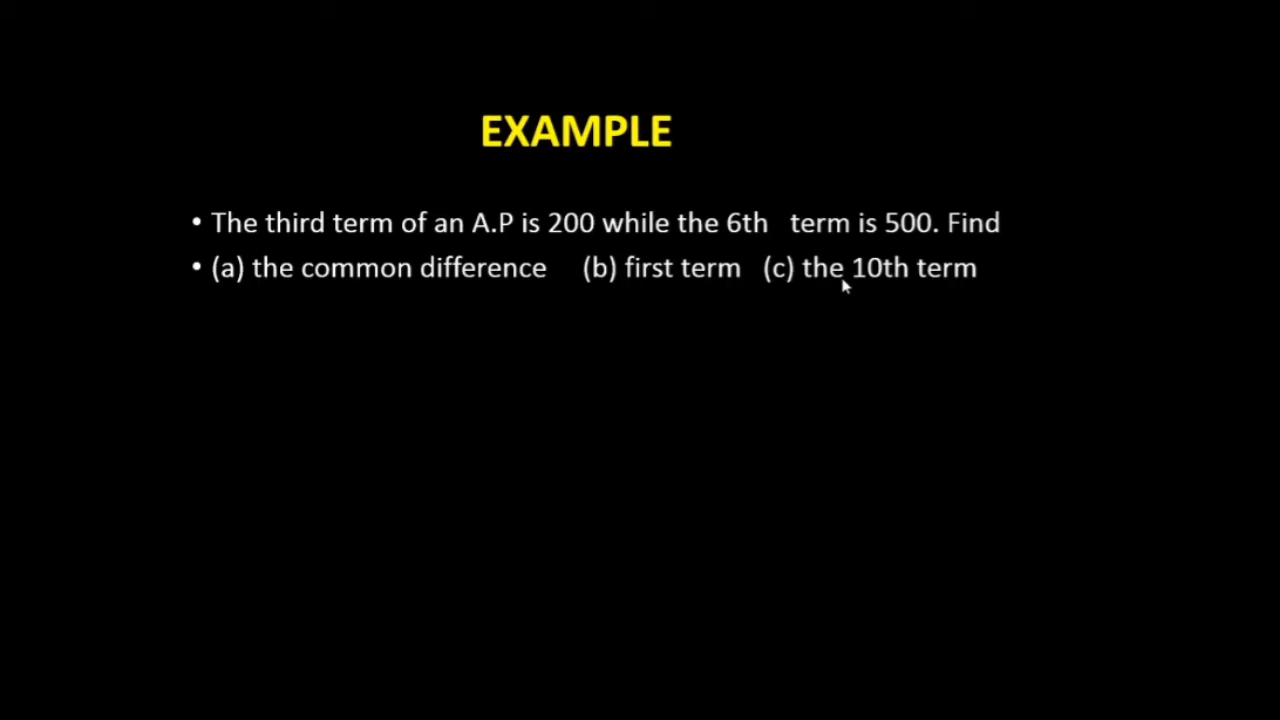 EXAMPLE
• The third term of an A.P is 200 while the 6th term is 500. Find
• (a) the common difference (b) first term (c) the 10th term